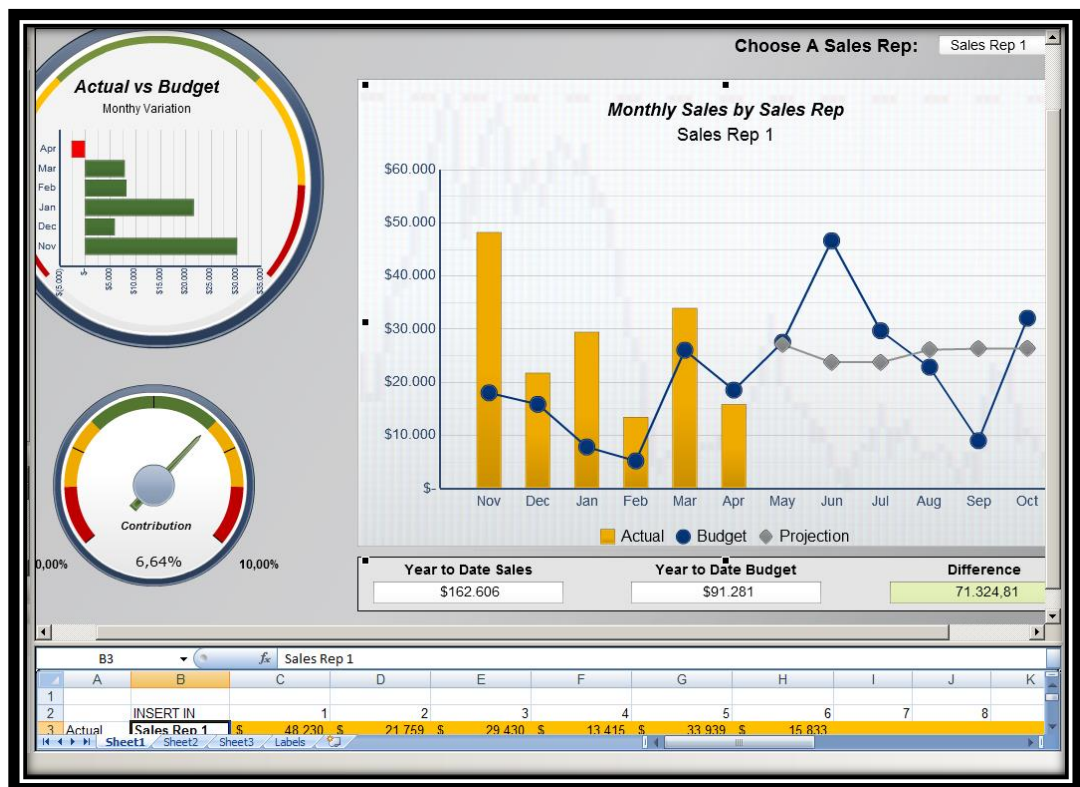 Choose A Sales Rep: Sales Rep 1
Actual vs Budget
Monthy Variation
Apr
Mar
Feb
Jan
Dec
Nov
$(5.000) $- $5.000 $10.000 $15.000 $20.000 $25.000 $30.000 $35.000
Monthly Sales by Sales Rep
Sales Rep 1
$60.000
$50.000
$40.000
$30.000
$20.000
$10.000
$-
Nov Dec Jan Feb Mar Apr May Jun Jul Aug Sep Oct
Actual Budget Projection
Contribution
0,00% 6,64% 10,00%
Year to Date Sales Year to Date Budget Difference
$162.606 $91.281 71.324,81
B3 fx Sales Rep 1
A B C D E F G H I J K
1
2 INSERT IN 1 2 3 4 5 6 7 8
3 Actual Sales Rep 1 $ 48 230 $ 21 759 $ 29 430 $ 13 415 $ 33 939 $ 15 833
Sheet1 Sheet2 Sheet3 Labels